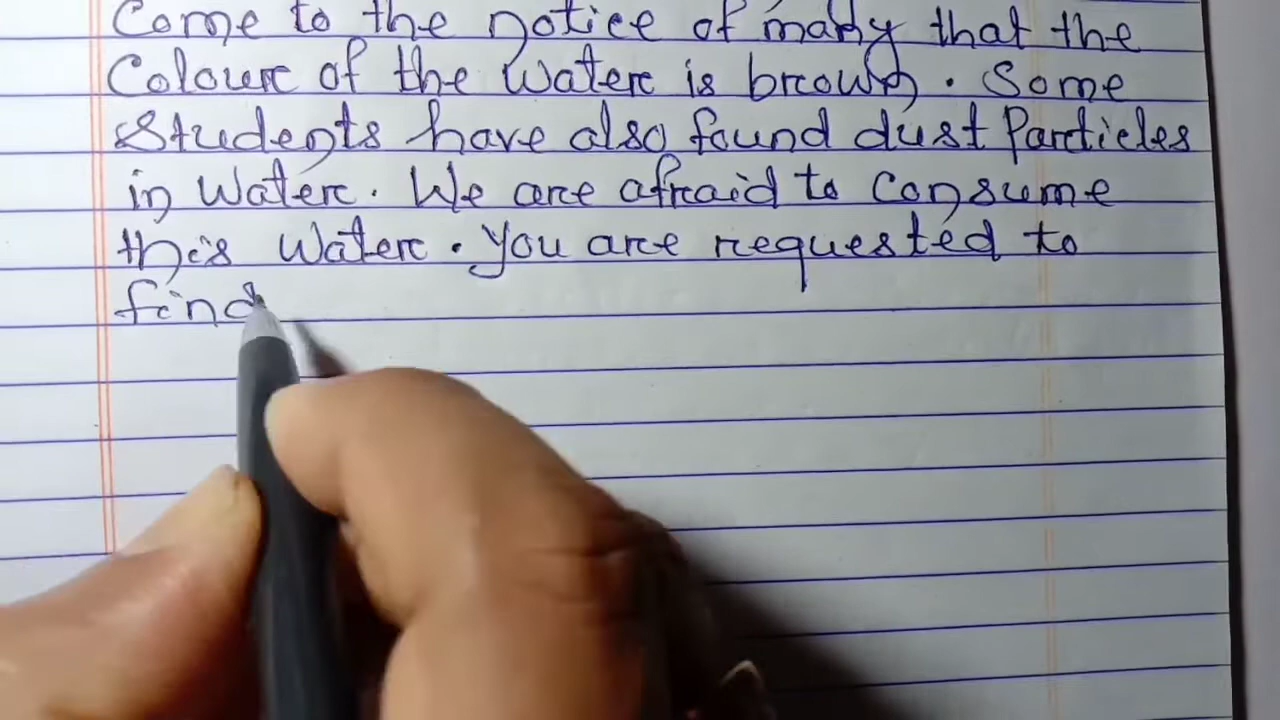 Come to the notice of many that the
Colour of the Water is brown. Some
Students have also found dust Particles
in Water. We are afraid to Consume
this Water. You are requested to
find